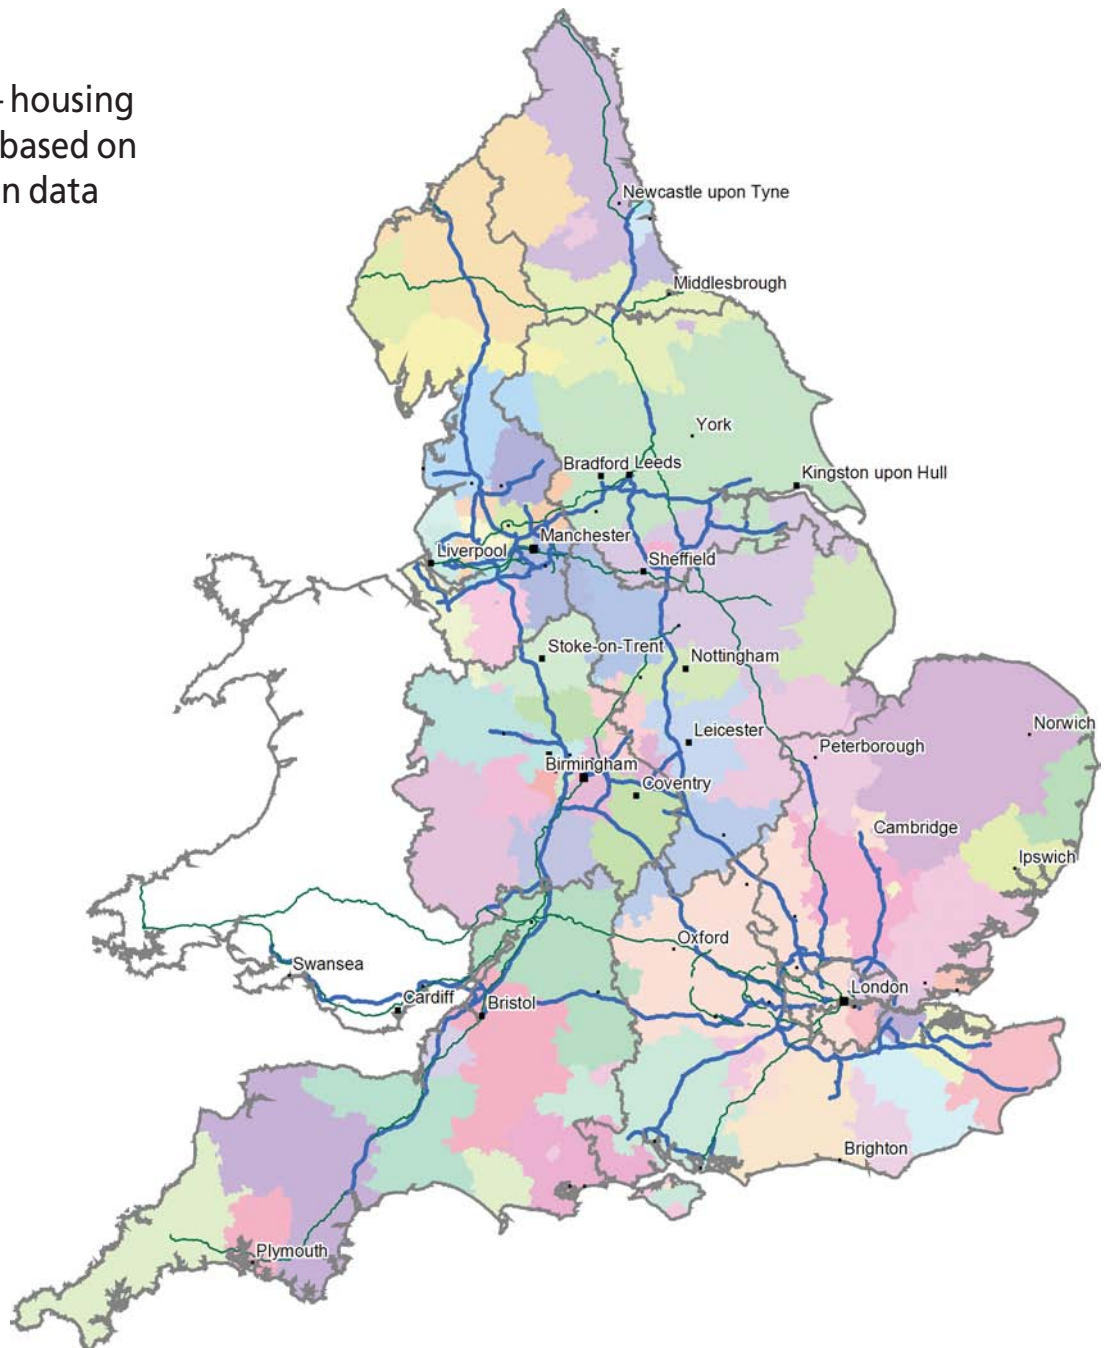 - housing
based on
n data
Newcastle upon Tyne
Middlesbrough
York
Bradford
Leeds
Kingston upon Hull
Manchester
Liverpool
Sheffield
Stoke-on-Trent
Nottingham
Norwich
Leicester
Peterborough
Birmingham
Coventry
Cambridge
Ipswich
Oxford
Swansea
London
Cardiff
Bristol
Brighton
Plymouth